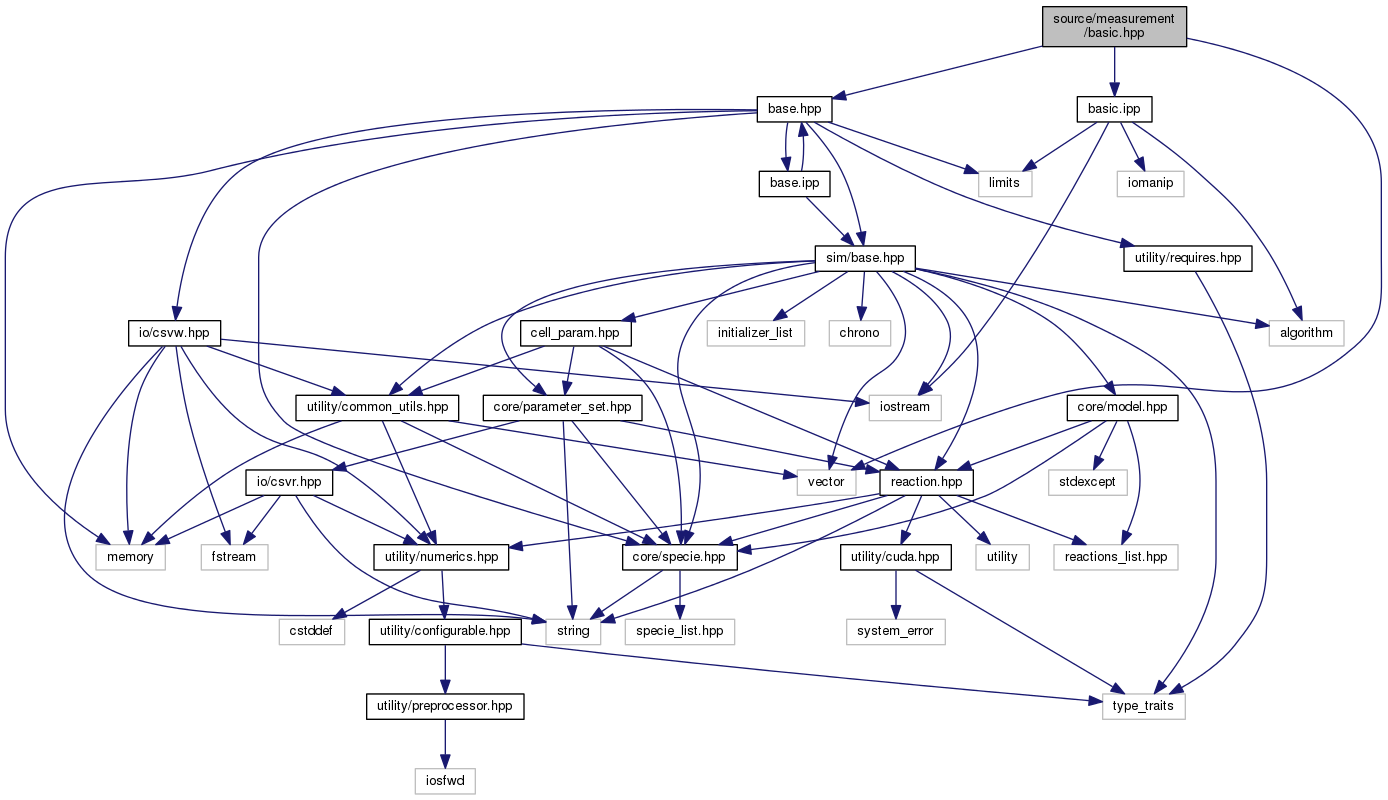 source/measurement
/basic.hpp
base.hpp
basic.ipp
base.ipp
limits
iomanip
sim/base.hpp
utility/requires.hpp
io/csvw.hpp
cell_param.hpp
initializer_list
chrono
algorithm
utility/common_utils.hpp
core/parameter_set.hpp
iostream
core/model.hpp
io/csvr.hpp
vector
reaction.hpp
stdexcept
memory
fstream
utility/numerics.hpp
core/specie.hpp
utility/cuda.hpp
utility
reactions_list.hpp
cstddef
utility/configurable.hpp
string
specie_list.hpp
system_error
utility/preprocessor.hpp
type_traits
iosfwd